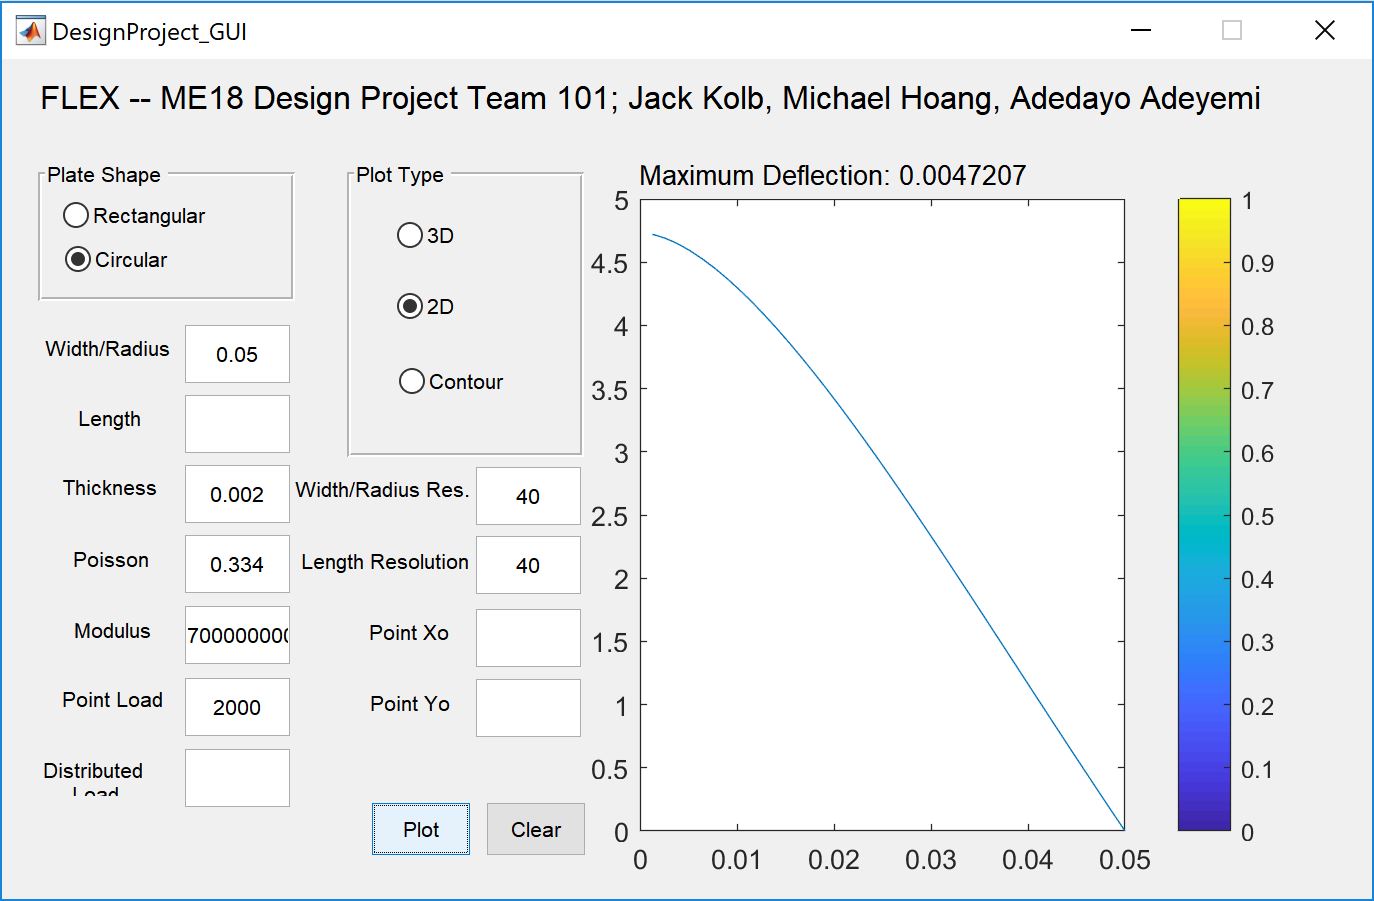 DesignProject_GUI
FLEX -- ME18 Design Project Team 101; Jack Kolb, Michael Hoang, Adedayo Adeyemi
Plate Shape
Rectangular
Circular
Width/Radius 0.05
Length
Thickness 0.002
Poisson 0.334
Modulus 700000000
Point Load 2000
Distributed
Load
Plot Type
3D
2D
Contour
Width/Radius Res. 40
Length Resolution 40
Point Xo
Point Yo
Plot Clear
Maximum Deflection: 0.0047207
5
4.5
4
3.5
3
2.5
2
1.5
1
0.5
0
0 0.01 0.02 0.03 0.04 0.05
1
0.9
0.8
0.7
0.6
0.5
0.4
0.3
0.2
0.1
0